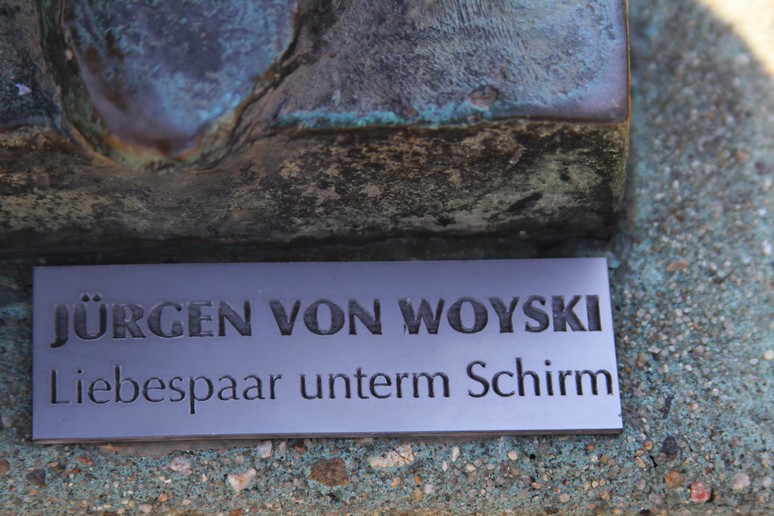 JÜRGEN VON WOYSKI
Liebespaar unterm Schirm